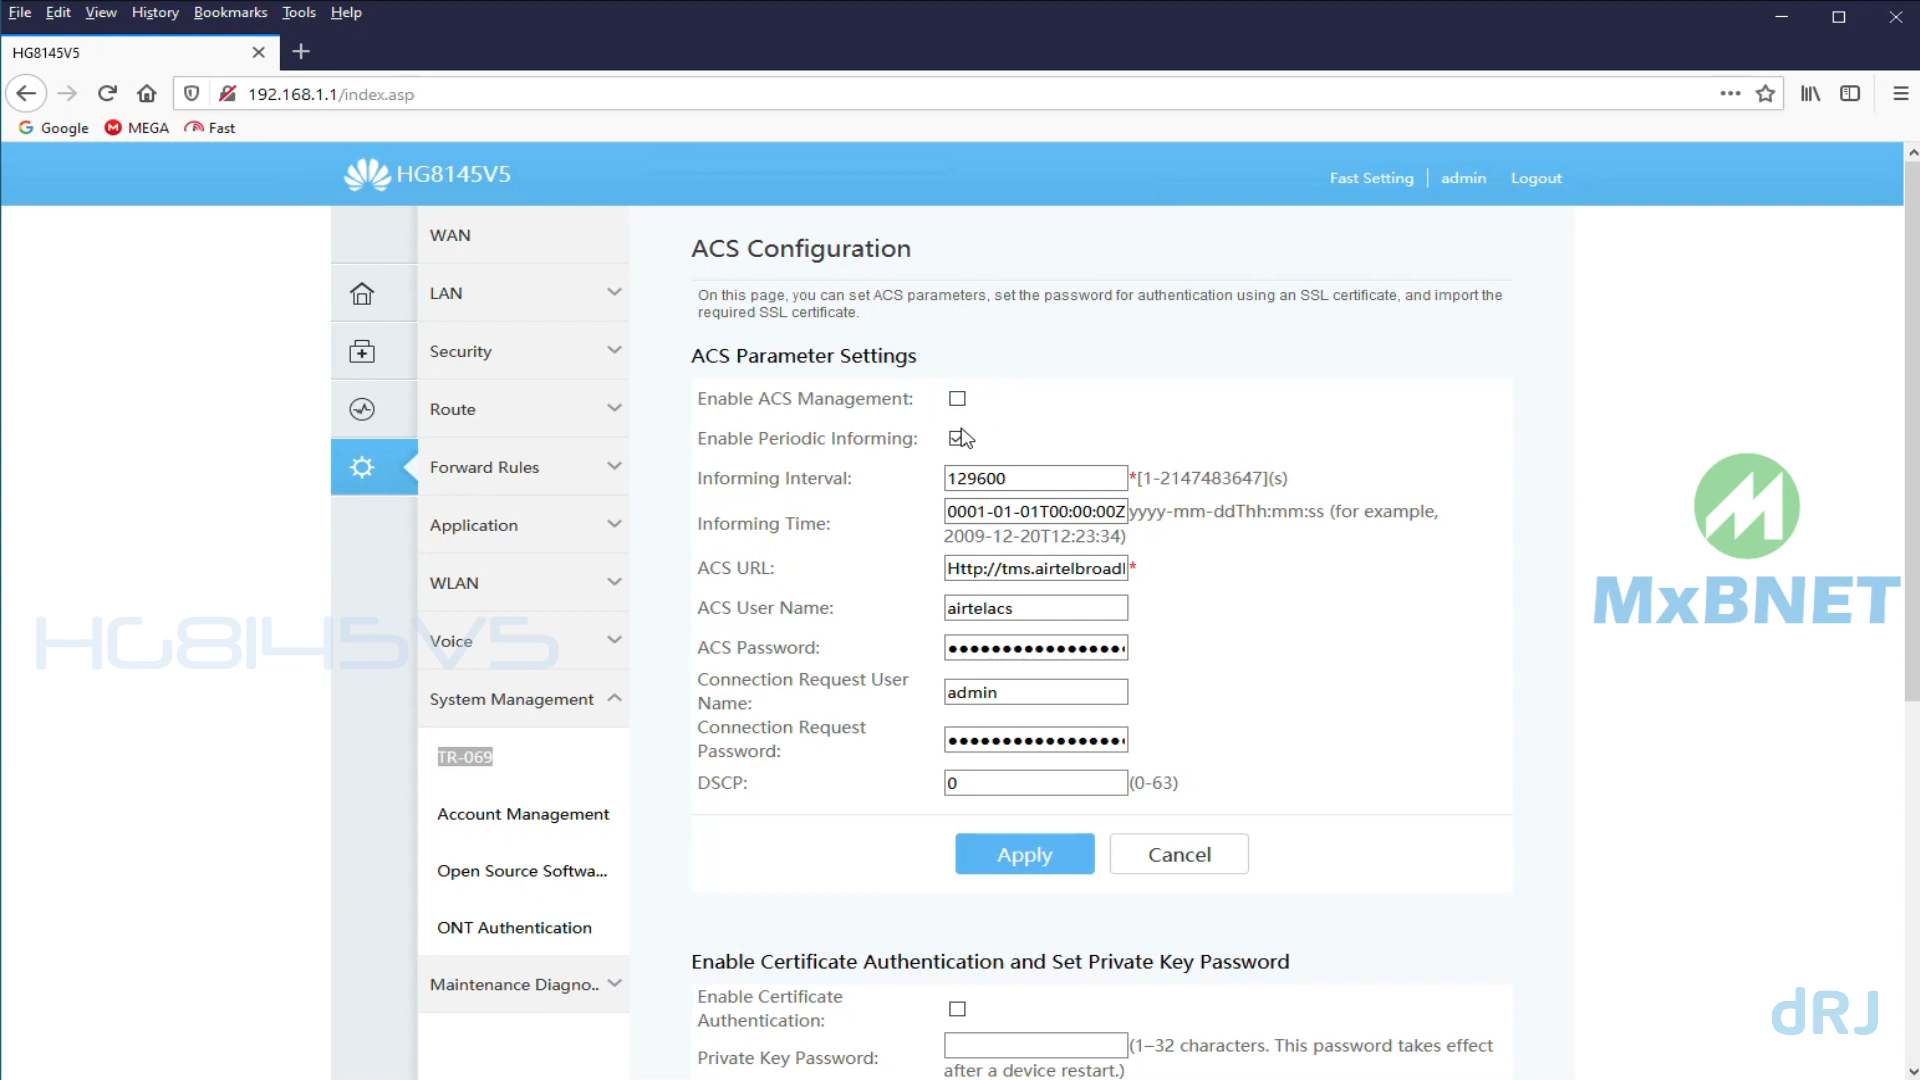 File Edit View History Bookmarks Tools Help
HG8145V5
192.168.1.1/index.asp
Google MEGA Fast
HG8145V5
Fast Setting admin Logout
WAN
LAN
Security
Route
Forward Rules
Application
WLAN
Voice
System Management
TR-069
Account Management
Open Source Softwa...
ONT Authentication
Maintenance Diagno..
ACS Configuration
On this page, you can set ACS parameters, set the password for authentication using an SSL certificate, and import the
required SSL certificate.
ACS Parameter Settings
Enable ACS Management:
Enable Periodic Informing:
Informing Interval: 129600 *[1-2147483647](s)
Informing Time: 0001-01-01T00:00:00Z yyyy-mm-ddThh:mm:ss (for example,
2009-12-20T12:23:34)
ACS URL: Http://tms.airtelbroadl *
ACS User Name: airtelacs
ACS Password: ••••••••••••••••
Connection Request User
Name: admin
Connection Request
Password: ••••••••••••••••
DSCP: 0 (0-63)
Apply Cancel
Enable Certificate Authentication and Set Private Key Password
Enable Certificate
Authentication:
Private Key Password: (1–32 characters. This password takes effect
after a device restart.)
HG8145V5
MxBNET
dRJ